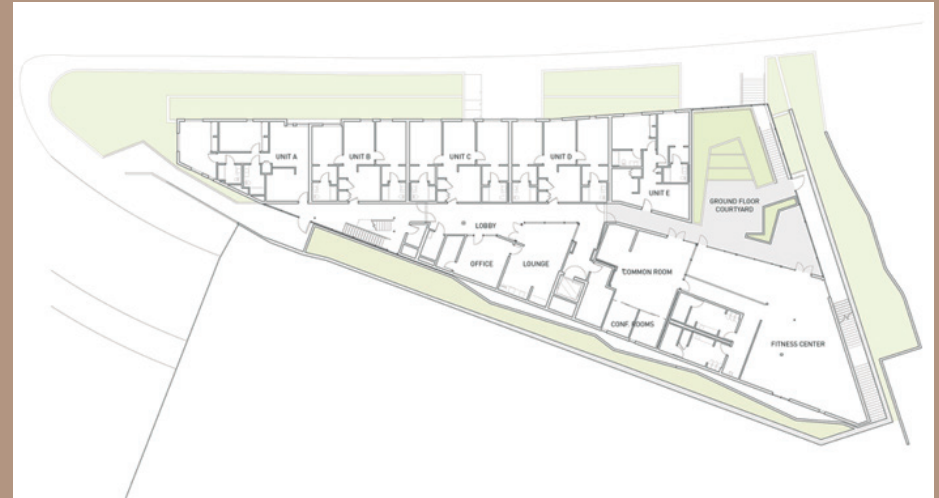 UNIT A
UNIT B
UNIT C
UNIT D
UNIT E
GROUND FLOOR
COURTYARD
LOBBY
OFFICE
LOUNGE
COMMON ROOM
CONF. ROOMS
FITNESS CENTER